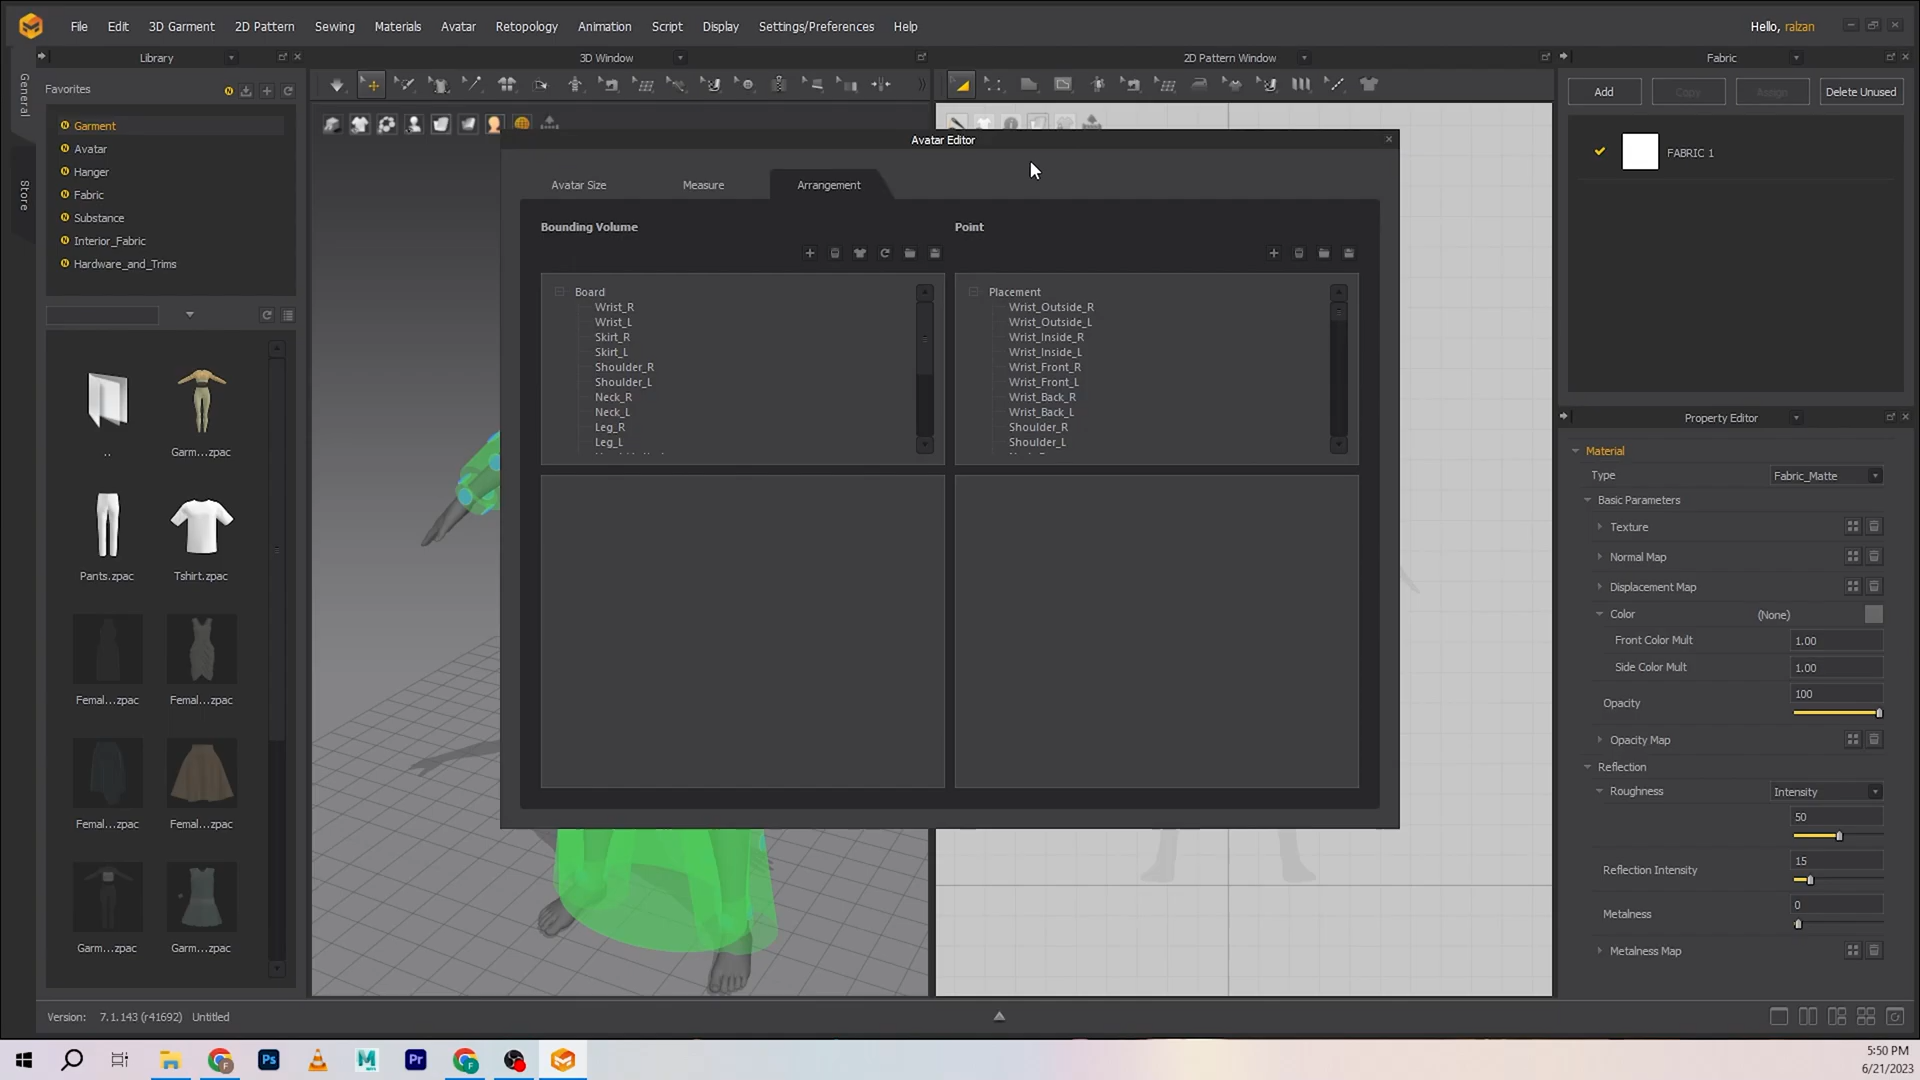 File Edit 3D Garment 2D Pattern Sewing Materials Avatar Retopology Animation Script Display Settings/Preferences Help
Hello, ralzan
Library
3D Window
2D Pattern Window
Fabric
General
Store
Favorites
Garment
Avatar
Hanger
Fabric
Substance
Interior_Fabric
Hardware_and_Trims
..
Garm...zpac
Pants.zpac
Tshirt.zpac
Femal...zpac
Femal...zpac
Femal...zpac
Femal...zpac
Garm...zpac
Garm...zpac
Avatar Editor
Avatar Size
Measure
Arrangement
Bounding Volume
Board
Wrist_R
Wrist_L
Skirt_R
Skirt_L
Shoulder_R
Shoulder_L
Neck_R
Neck_L
Leg_R
Leg_L
Point
Placement
Wrist_Outside_R
Wrist_Outside_L
Wrist_Inside_R
Wrist_Inside_L
Wrist_Front_R
Wrist_Front_L
Wrist_Back_R
Wrist_Back_L
Shoulder_R
Shoulder_L
Add Copy Assign Delete Unused
FABRIC 1
Property Editor
Material
Type Fabric_Matte
Basic Parameters
Texture
Normal Map
Displacement Map
Color (None)
Front Color Mult 1.00
Side Color Mult 1.00
Opacity 100
Opacity Map
Reflection
Roughness Intensity
50
Reflection Intensity 15
Metalness 0
Metalness Map
Version: 7.1.143 (r41692) Untitled
Ps
M
Pr
5:50 PM
6/21/2023